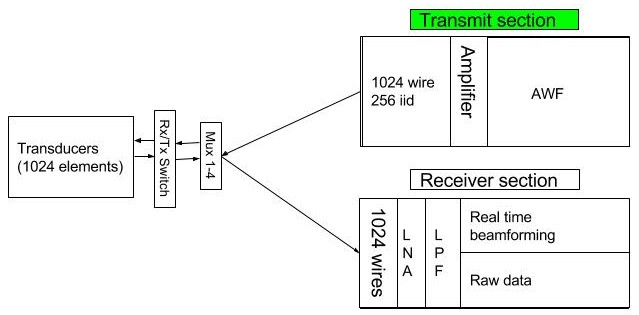 Transmit section
1024 wire
256 iid
Amplifier
AWF
Transducers
(1024 elements)
Rx/Tx Switch
Mux 1-4
Receiver section
1024 wires
L
N
A
L
P
F
Real time
beamforming
Raw data